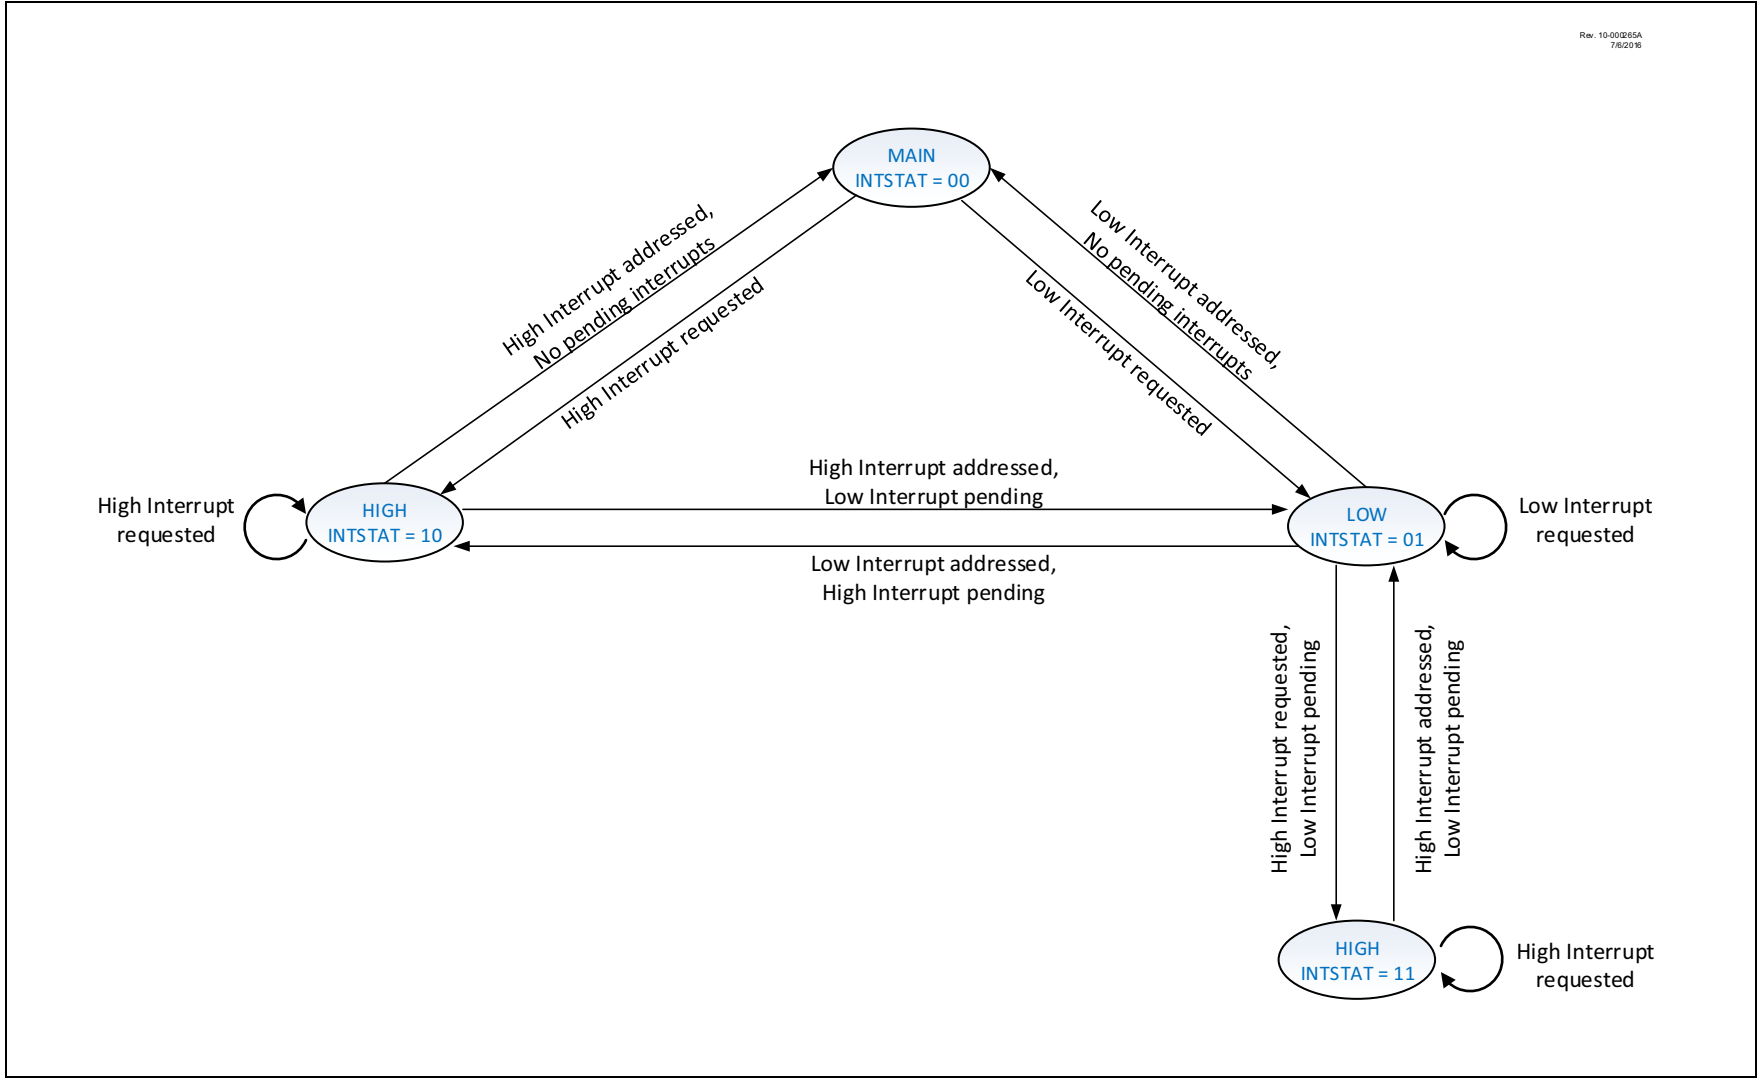 Rev. 10-000265A
7/6/2016
MAIN
INTSTAT = 00
High Interrupt addressed,
No pending interrupts
High Interrupt requested
Low Interrupt addressed,
No pending interrupts
Low Interrupt requested
High Interrupt addressed,
Low Interrupt pending
High Interrupt
requested
HIGH
INTSTAT = 10
LOW
INTSTAT = 01
Low Interrupt
requested
Low Interrupt addressed,
High Interrupt pending
High Interrupt requested,
Low Interrupt pending
High Interrupt addressed,
Low Interrupt pending
HIGH
INTSTAT = 11
High Interrupt
requested